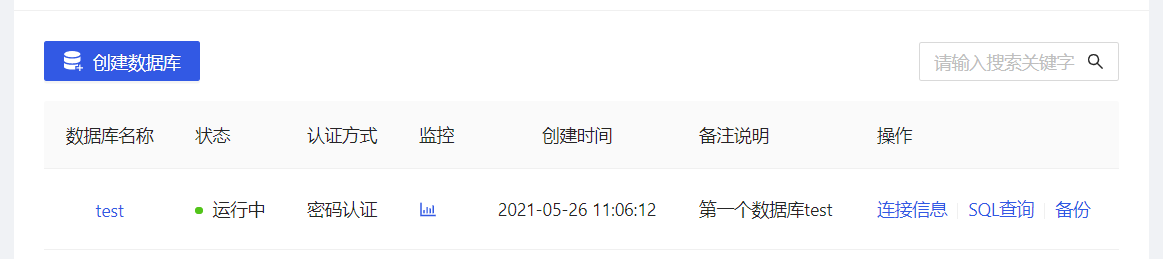 创建数据库
请输入搜索关键字
数据库名称 状态 认证方式 监控 创建时间 备注说明 操作
test 运行中 密码认证 2021-05-26 11:06:12 第一个数据库test 连接信息 SQL查询 备份